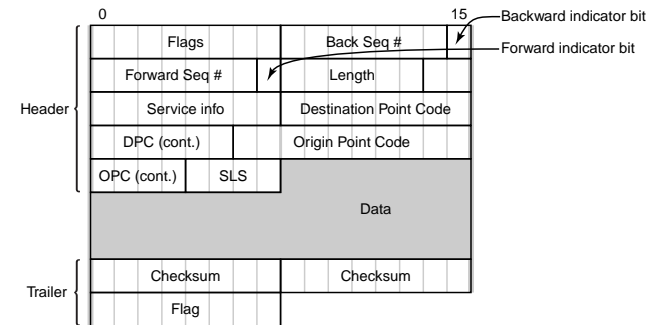 0 15 Backward indicator bit
Flags Back Seq #
Forward indicator bit
Forward Seq # Length
Header Service info Destination Point Code
DPC (cont.) Origin Point Code
OPC (cont.) SLS
Data
Checksum Checksum
Trailer
Flag